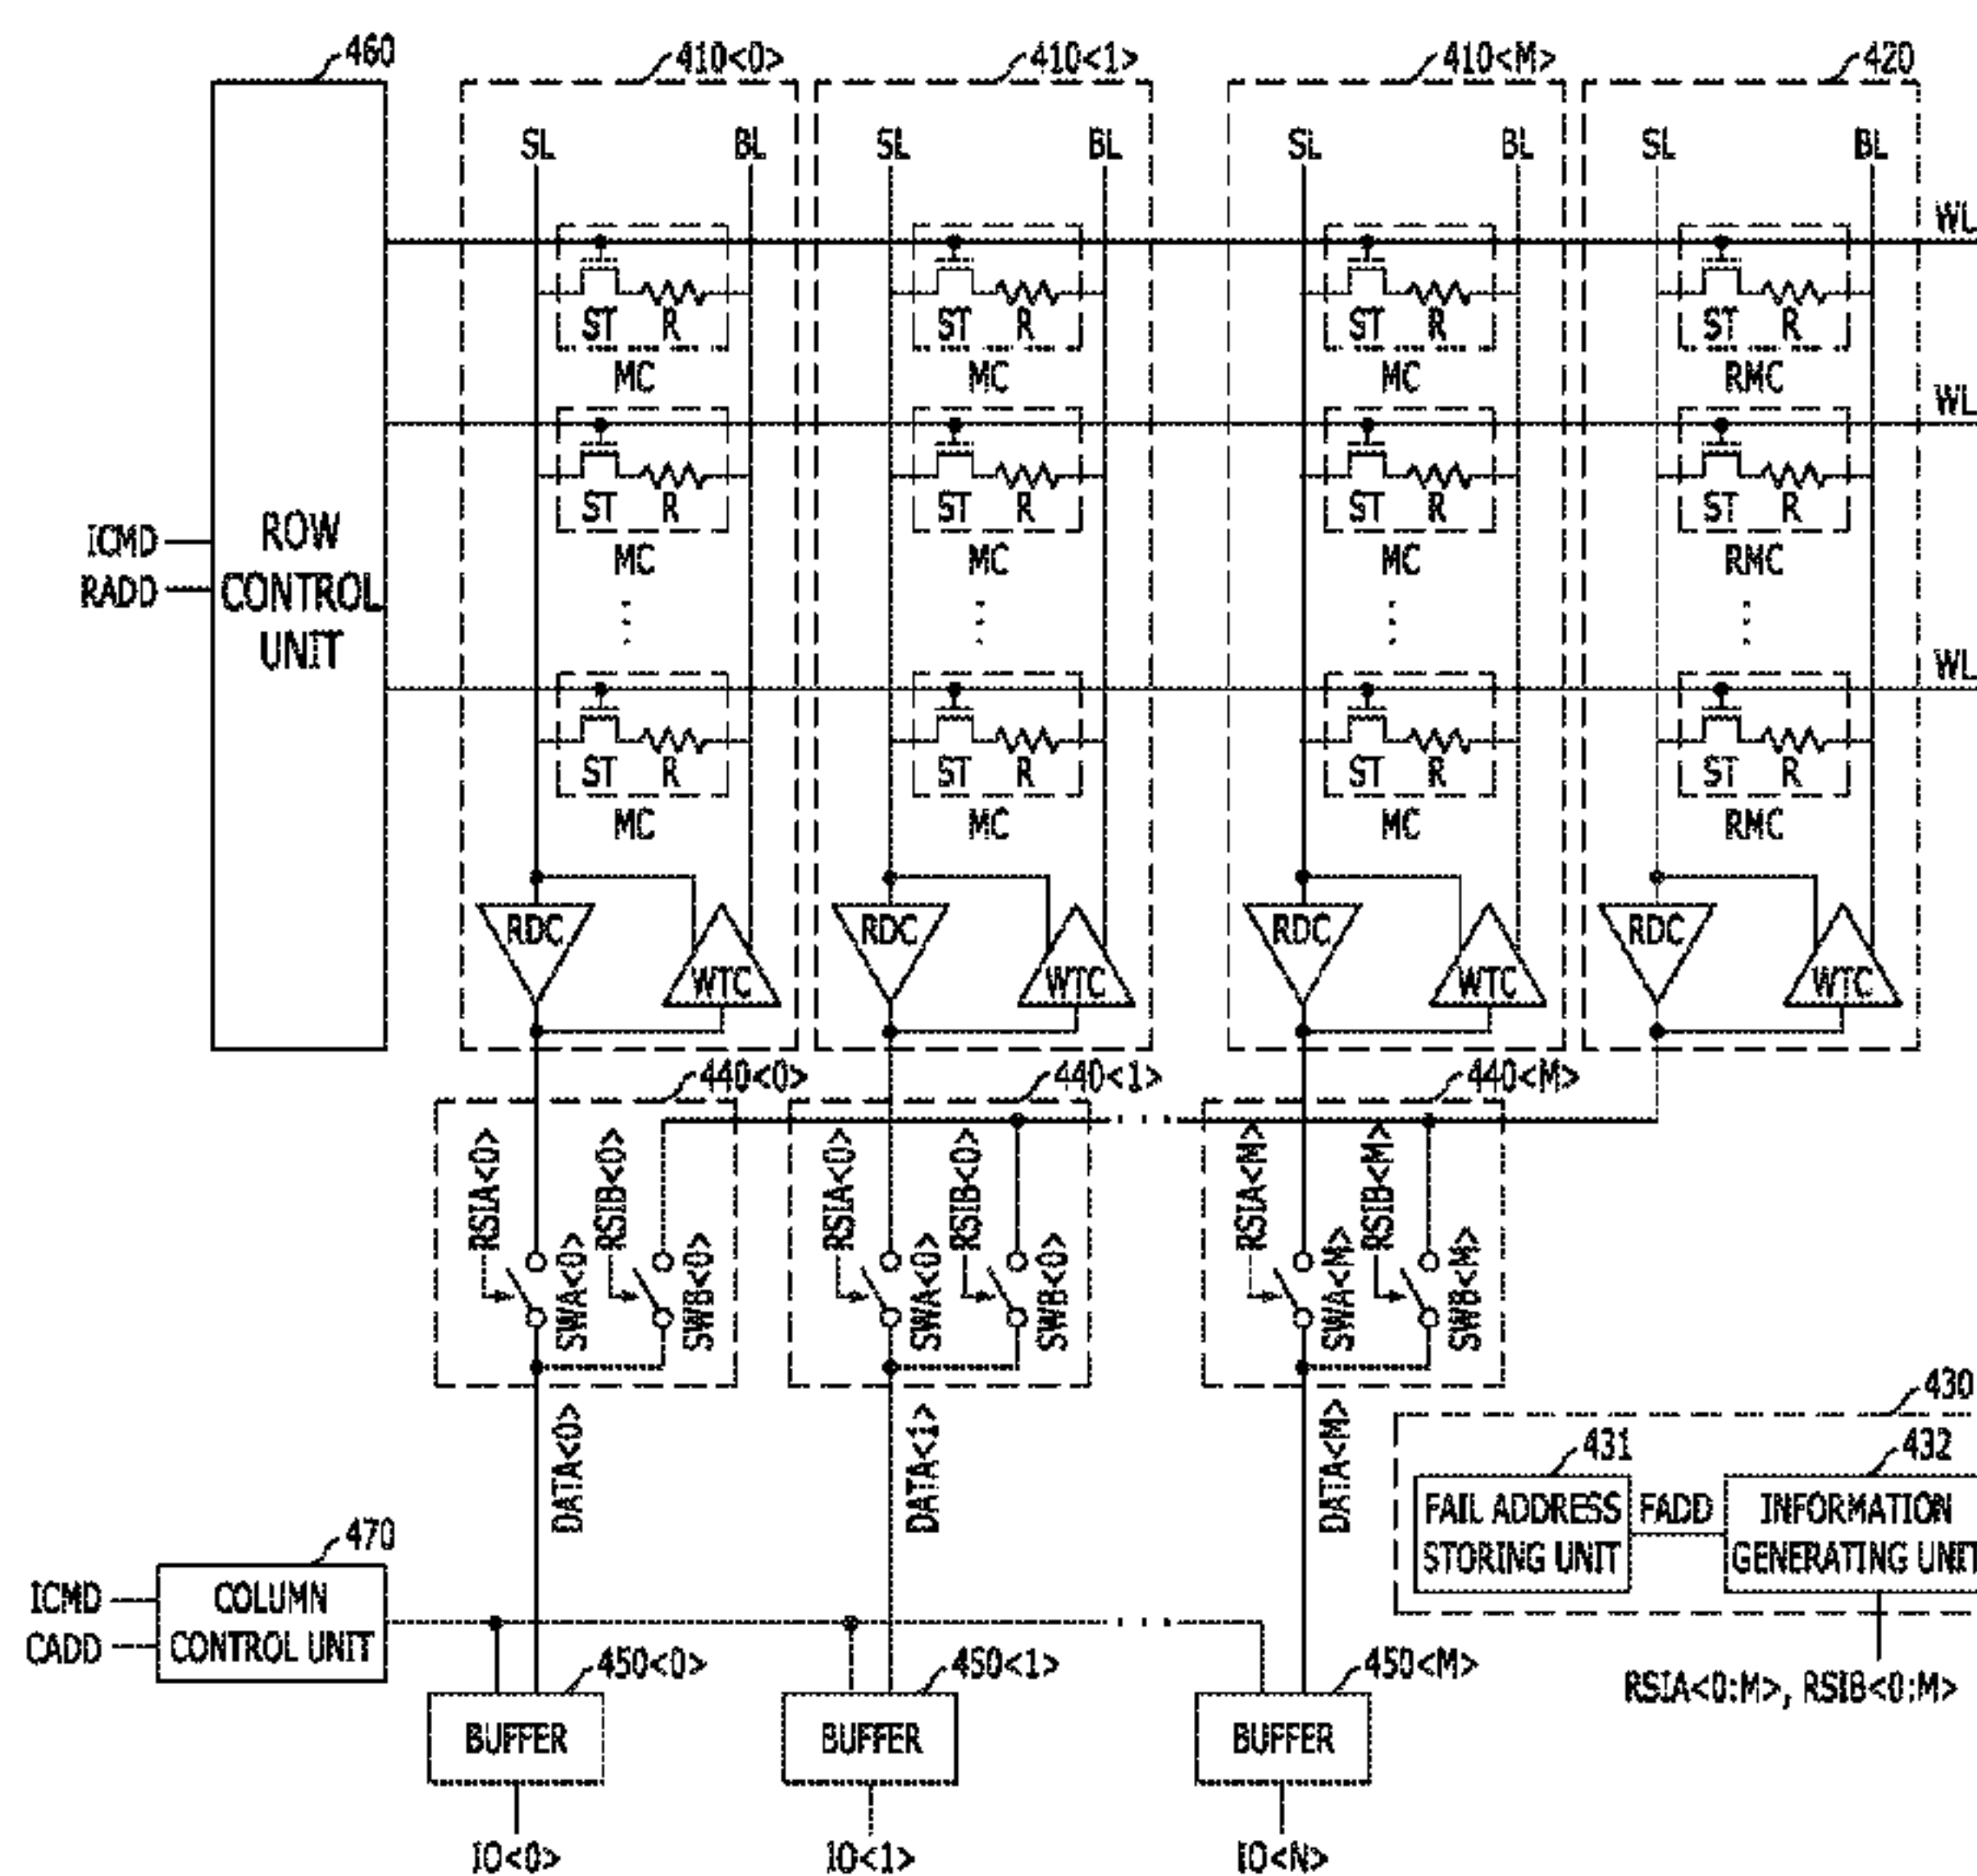 460
410<0>
410<1>
410<M>
420
SL BL SL BL SL BL SL BL
WL
ST R ST R ST R ST R
MC MC MC RMC
WL
ST R ST R ST R ST R
MC MC MC RMC
ICMD
RADD
ROW
CONTROL
UNIT
WL
ST R ST R ST R ST R
MC MC MC RMC
RDC WTC RDC WTC RDC WTC RDC WTC
440<0>
440<1>
440<M>
RSIA<0>
SWA<0>
RSIB<0>
SWB<0>
RSIA<0>
SWA<0>
RSIB<0>
SWB<0>
RSIA<M>
SWA<M>
RSIB<M>
SWB<M>
DATA<0>
DATA<1>
DATA<M>
430
431
432
FAIL ADDRESS
STORING UNIT
FADD
INFORMATION
GENERATING UNIT
RSIA<0:M>, RSIB<0:M>
470
ICMD
CADD
COLUMN
CONTROL UNIT
450<0>
450<1>
450<M>
BUFFER BUFFER BUFFER
IO<0> IO<1> IO<N>